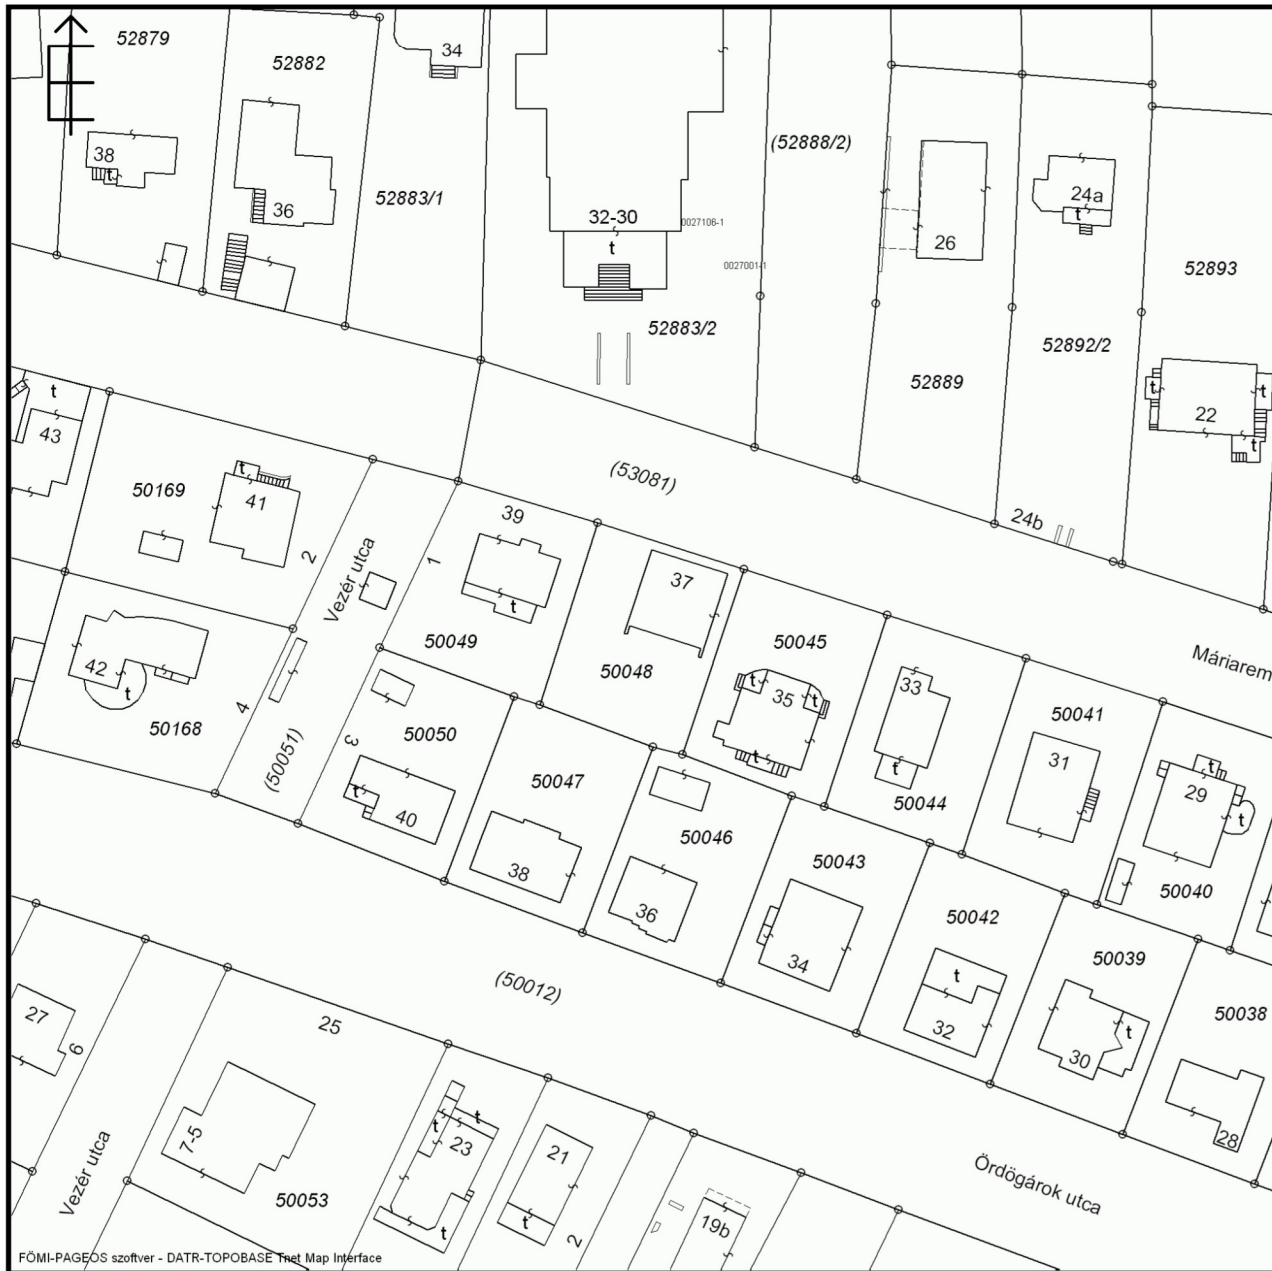 52879
34
52882
(52888/2)
38
t
24a
t
52883/1
36
32-30
0027106-1
t
26
0027001-1
52893
52883/2
52892/2
52889
t
t
t
43
22
t
t
(53081)
50169
41
39
24b
Vezér utca
2
1
37
t
50049
50045
50048
Máriarem
42
t
t
35
t
33
50041
4
50168
3
50050
t
31
t
t
(50051)
50047
t
29
50044
t
40
50046
50043
38
50040
36
50042
34
50039
t
(50012)
27
25
32
t
50038
6
30
t
t
7-5
23
21
28
Vezér utca
Ördögárok utca
50053
t
t
2
19b
FÖMI-PAGEOS szoftver - DATR-TOPOBASE Tnet Map Interface